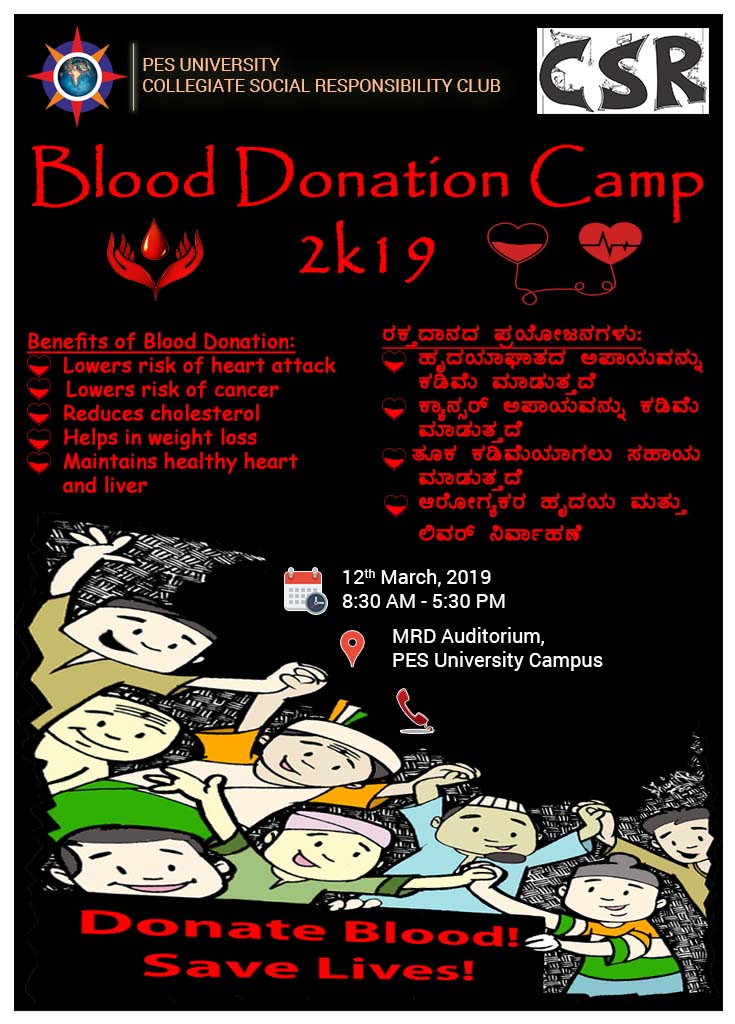 PES UNIVERSITY
COLLEGIATE SOCIAL RESPONSIBILITY CLUB
CSR
Blood Donation Camp
2k19
Benefits of Blood Donation:
Lowers risk of heart attack
Lowers risk of cancer
Reduces cholesterol
Helps in weight loss
Maintains healthy heart
and liver
ರಕ್ತದಾನದ ಪ್ರಯೋಜನಗಳು:
ಹೃದಯಾಘಾತದ ಅಪಾಯವನ್ನು
ಕಡಿಮೆ ಮಾಡುತ್ತದೆ
ಕ್ಯಾನ್ಸರ್ ಅಪಾಯವನ್ನು ಕಡಿಮೆ
ಮಾಡುತ್ತದೆ
ತೂಕ ಕಡಿಮೆಯಾಗಲು ಸಹಾಯ
ಮಾಡುತ್ತದೆ
ಆರೋಗ್ಯಕರ ಹೃದಯ ಮತ್ತು
ಲಿವರ್ ನಿರ್ವಾಹಣೆ
12th March, 2019
8:30 AM - 5:30 PM
MRD Auditorium,
PES University Campus
Donate Blood!
Save Lives!